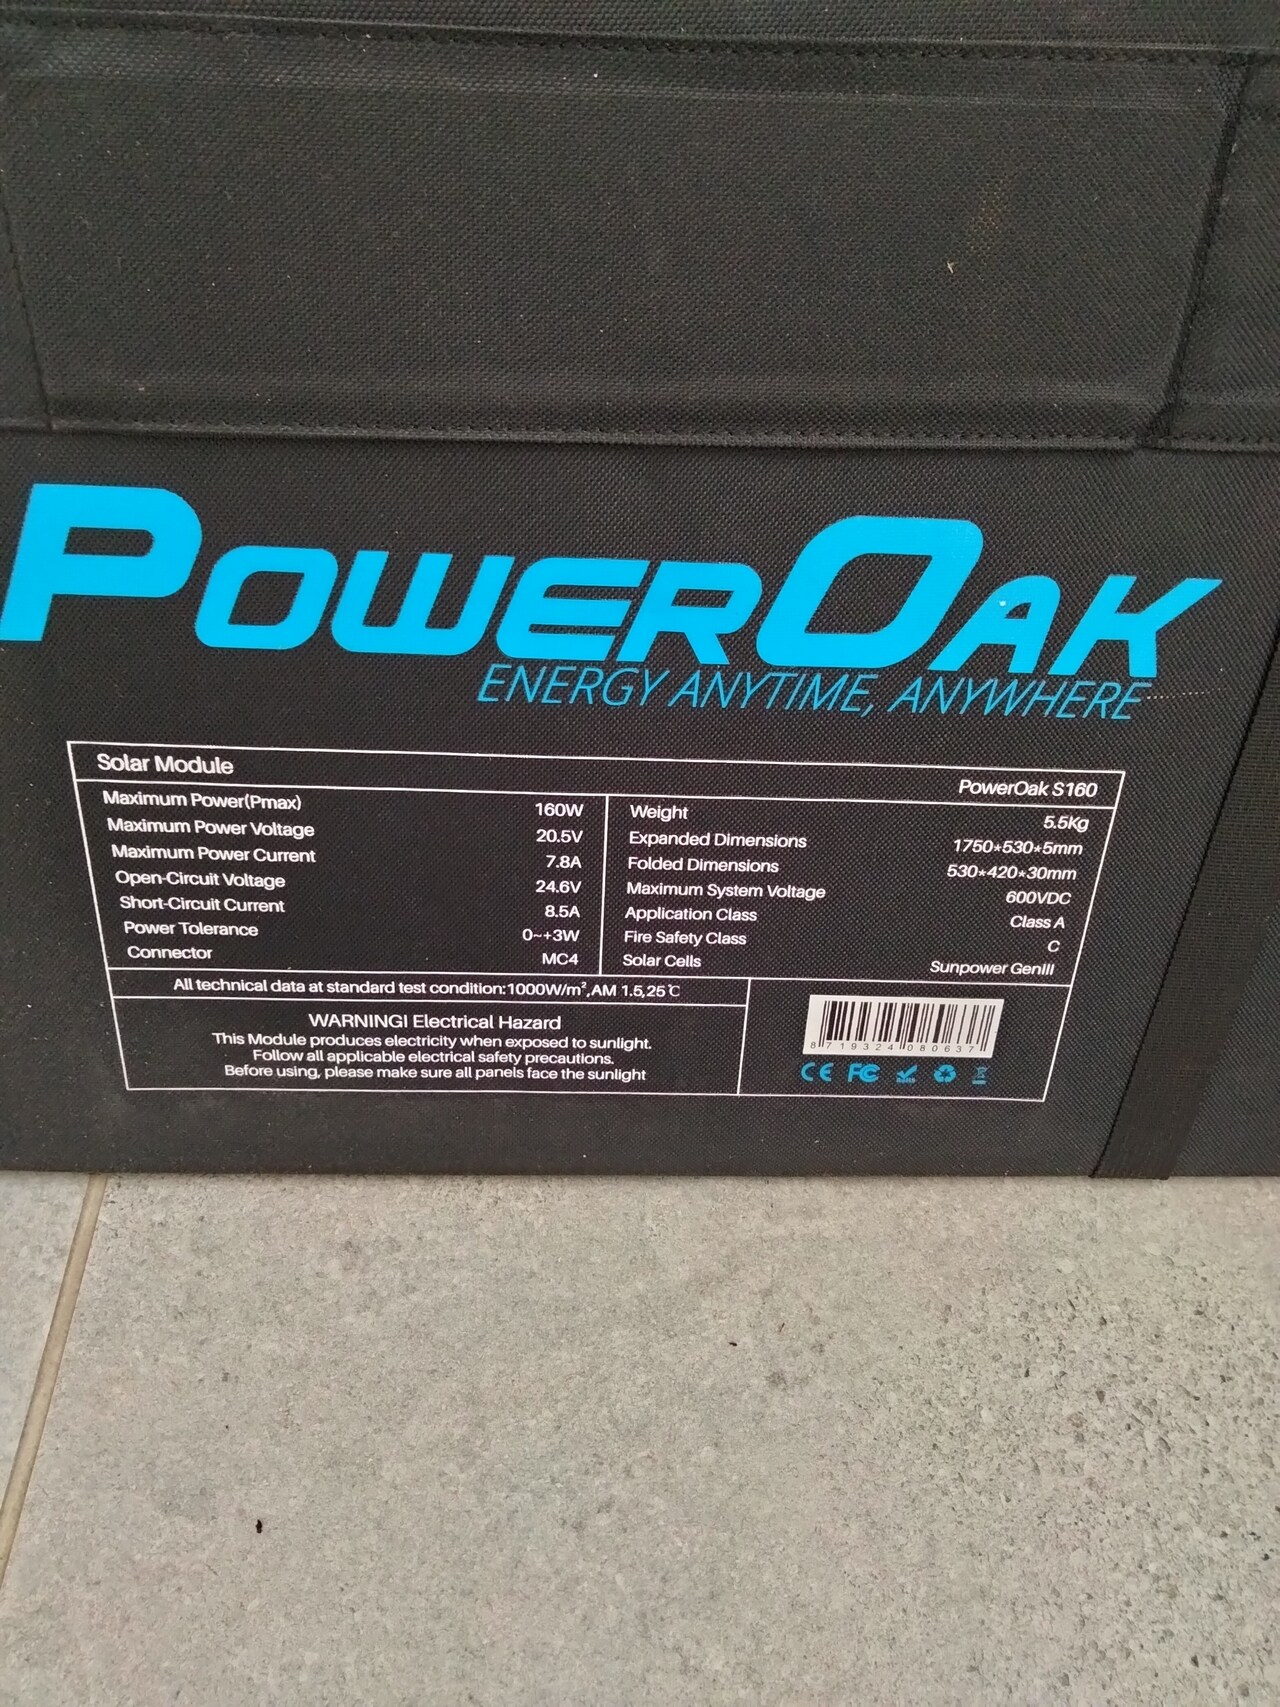 POWEROAK
ENERGY ANYTIME, ANYWHERE
Solar Module PowerOak S160
Maximum Power(Pmax) 160W
Maximum Power Voltage 20.5V
Maximum Power Current 7.8A
Open-Circuit Voltage 24.6V
Short-Circuit Current 8.5A
Power Tolerance 0~+3W
Connector MC4
Weight 5.5Kg
Expanded Dimensions 1750*530*5mm
Folded Dimensions 530*420*30mm
Maximum System Voltage 600VDC
Application Class Class A
Fire Safety Class C
Solar Cells Sunpower GenIII
All technical data at standard test condition:1000W/m²,AM 1.5,25℃
WARNING! Electrical Hazard
This Module produces electricity when exposed to sunlight.
Follow all applicable electrical safety precautions.
Before using, please make sure all panels face the sunlight
8 719324 080637
CE FC RoHS